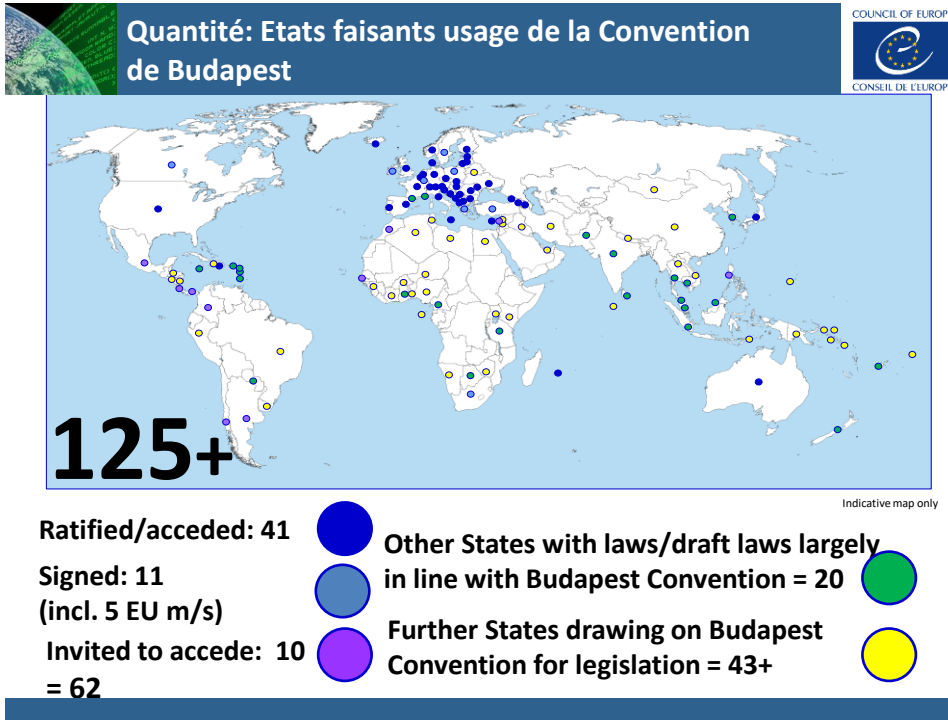 Quantité: Etats faisants usage de la Convention
de Budapest
COUNCIL OF EUROP
CONSEIL DE L'EUROP
125+
Indicative map only
Ratified/acceded: 41
Signed: 11
(incl. 5 EU m/s)
Invited to accede: 10
= 62
Other States with laws/draft laws largely
in line with Budapest Convention = 20
Further States drawing on Budapest
Convention for legislation = 43+